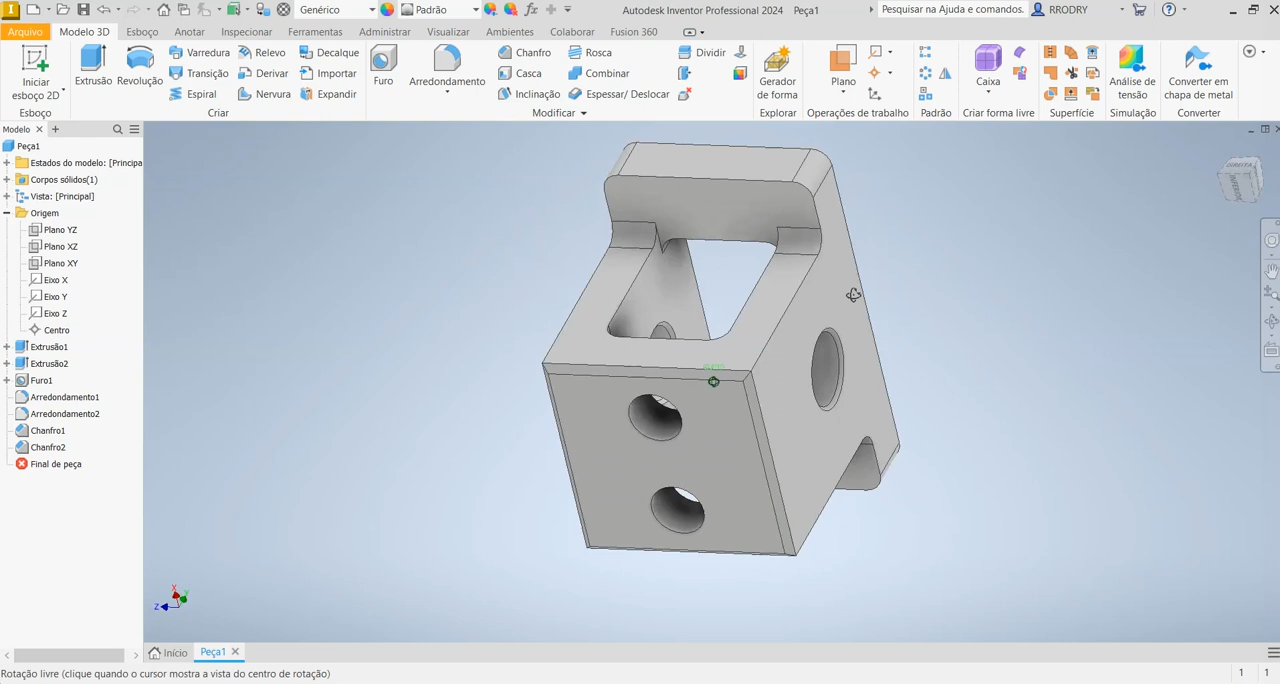 Genérico
Padrão
Autodesk Inventor Professional 2024 Peça1
Pesquisar na Ajuda e comandos.
RRODRY
Arquivo Modelo 3D Esboço Anotar Inspecionar Ferramentas Administrar Visualizar Ambientes Colaborar Fusion 360
Iniciar
esboço 2D
Esboço
Extrusão
Revolução
Varredura
Transição
Espiral
Relevo
Derivar
Nervura
Decalque
Importar
Expandir
Criar
Furo
Arredondamento
Chanfro
Casca
Inclinação
Rosca
Combinar
Espessar/ Deslocar
Dividir
Modificar
Gerador
de forma
Explorar
Plano
Operações de trabalho
Padrão
Caixa
Criar forma livre
Superfície
Análise de
tensão
Simulação
Converter em
chapa de metal
Converter
Modelo
Peça1
Estados do modelo: [Principa
Corpos sólidos(1)
Vista: [Principal]
Origem
Plano YZ
Plano XZ
Plano XY
Eixo X
Eixo Y
Eixo Z
Centro
Extrusão1
Extrusão2
Furo1
Arredondamento1
Arredondamento2
Chanfro1
Chanfro2
Final de peça
DIREITA
INFERIOR
X
Y
Z
Início
Peça1
Rotação livre (clique quando o cursor mostra a vista do centro de rotação)
1 1